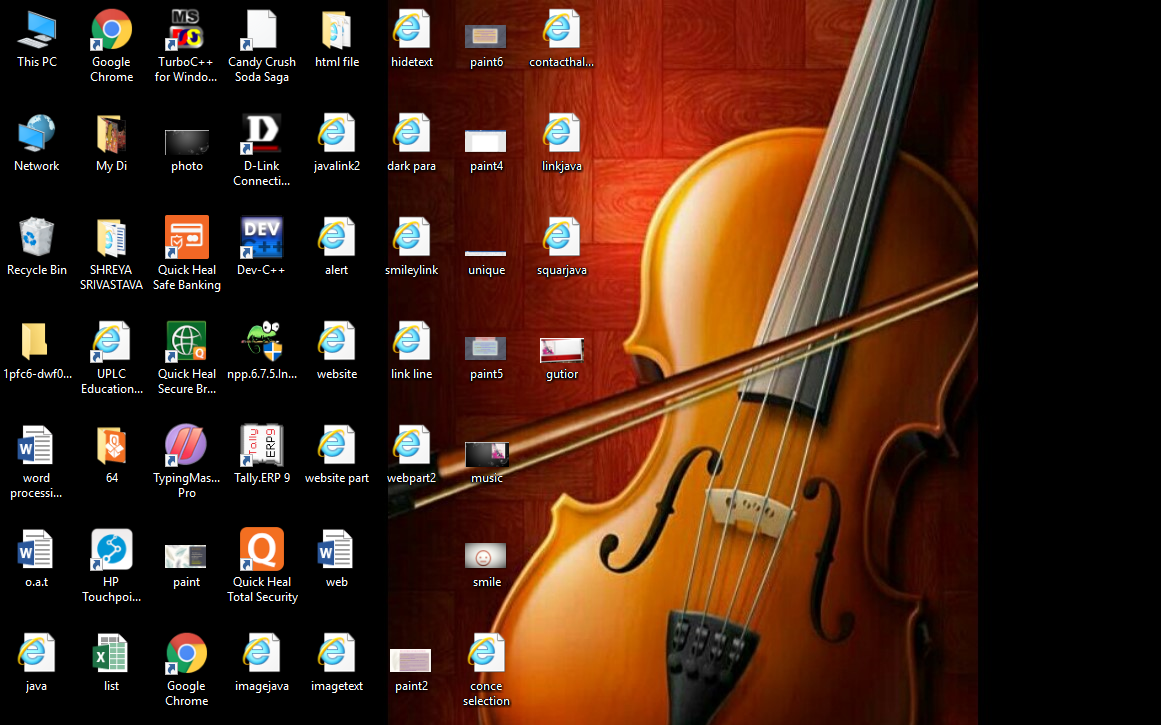 This PC
Google
Chrome
TurboC++
for Windo...
Candy Crush
Soda Saga
html file
hidetext
paint6
contacthal...
Network
My Di
photo
D-Link
Connecti...
javalink2
dark para
paint4
linkjava
Recycle Bin
SHREYA
SRIVASTAVA
Quick Heal
Safe Banking
DEV
C++
Dev-C++
alert
smileylink
unique
squarjava
1pfc6-dwf0...
UPLC
Education...
Quick Heal
Secure Br...
npp.6.7.5.In...
website
link line
paint5
gutior
word
processi...
64
TypingMas...
Pro
Tally
ERP9
Tally.ERP 9
website part
webpart2
music
o.a.t
HP
Touchpoi...
paint
Quick Heal
Total Security
web
smile
java
list
Google
Chrome
imagejava
imagetext
paint2
conce
selection